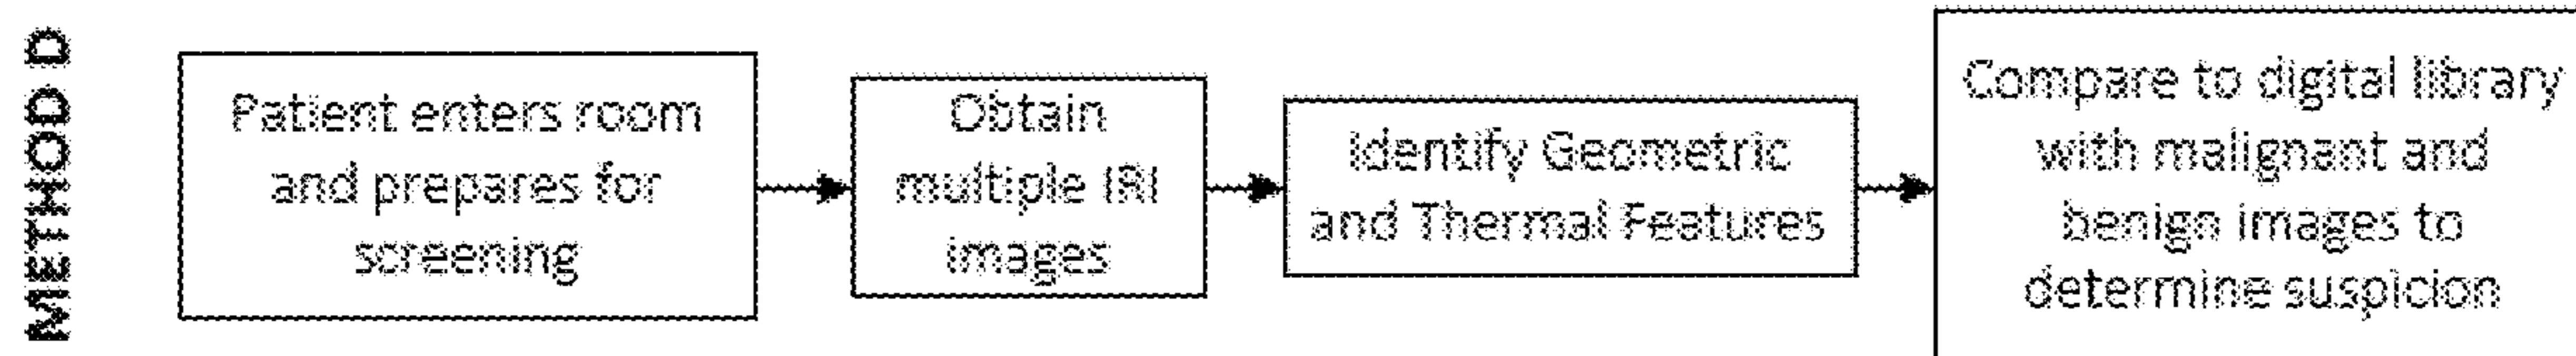 METHOD D
Patient enters room
and prepares for
screening
Obtain
multiple IRI
images
Identify Geometric
and Thermal Features
Compare to digital library
with malignant and
benign images to
determine suspicion